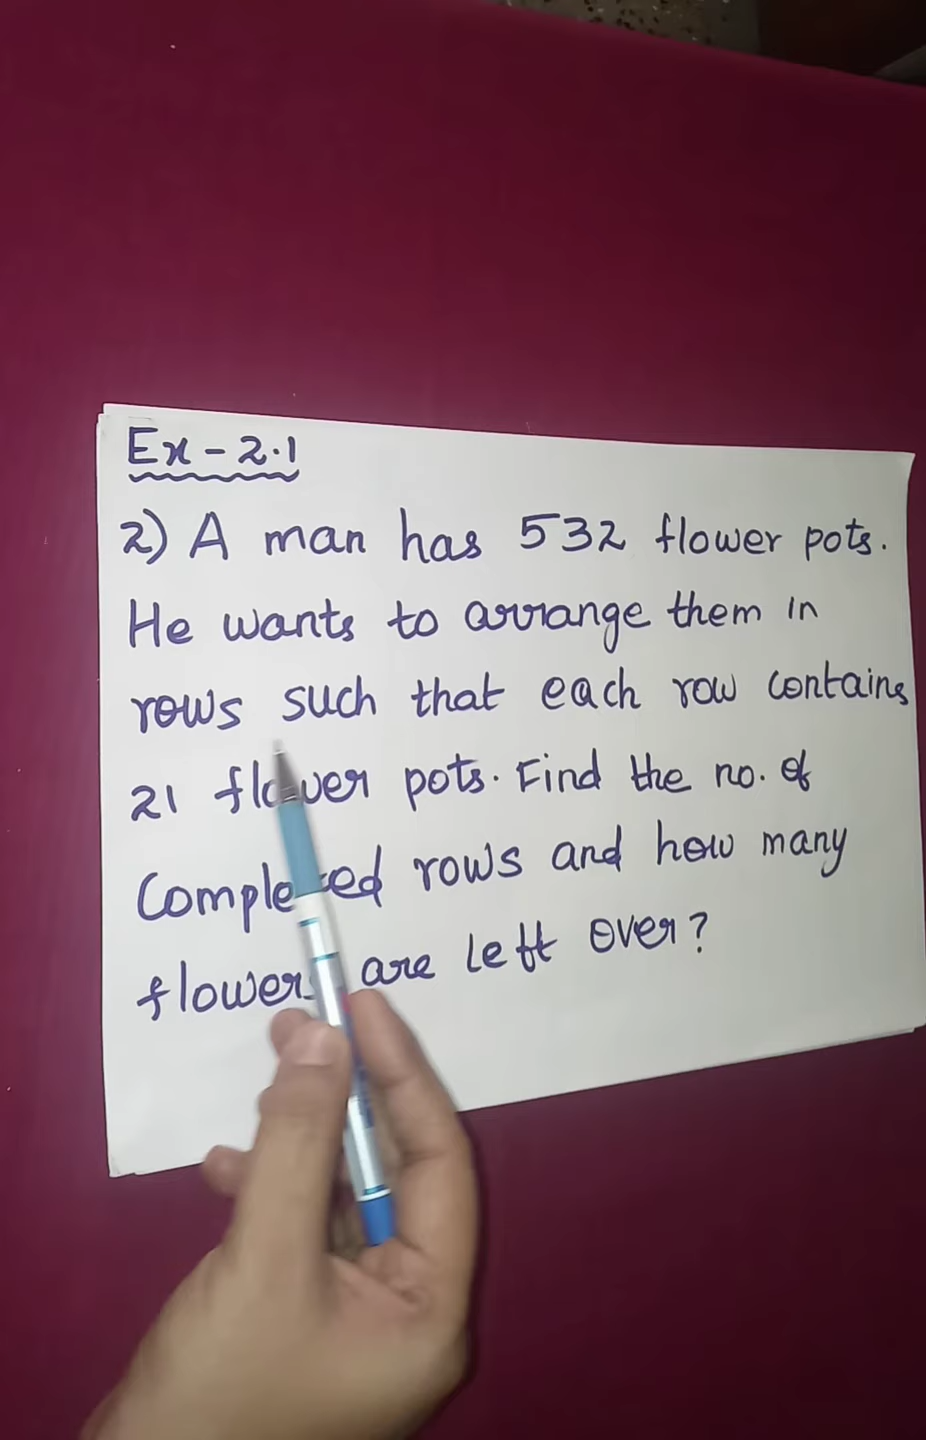 Ex - 2.1
2) A man has 532 flower pots.
He wants to arrange them in
rows such that each row contains
21 flower pots. Find the no. of
Completed rows and how many
flowers are left over?